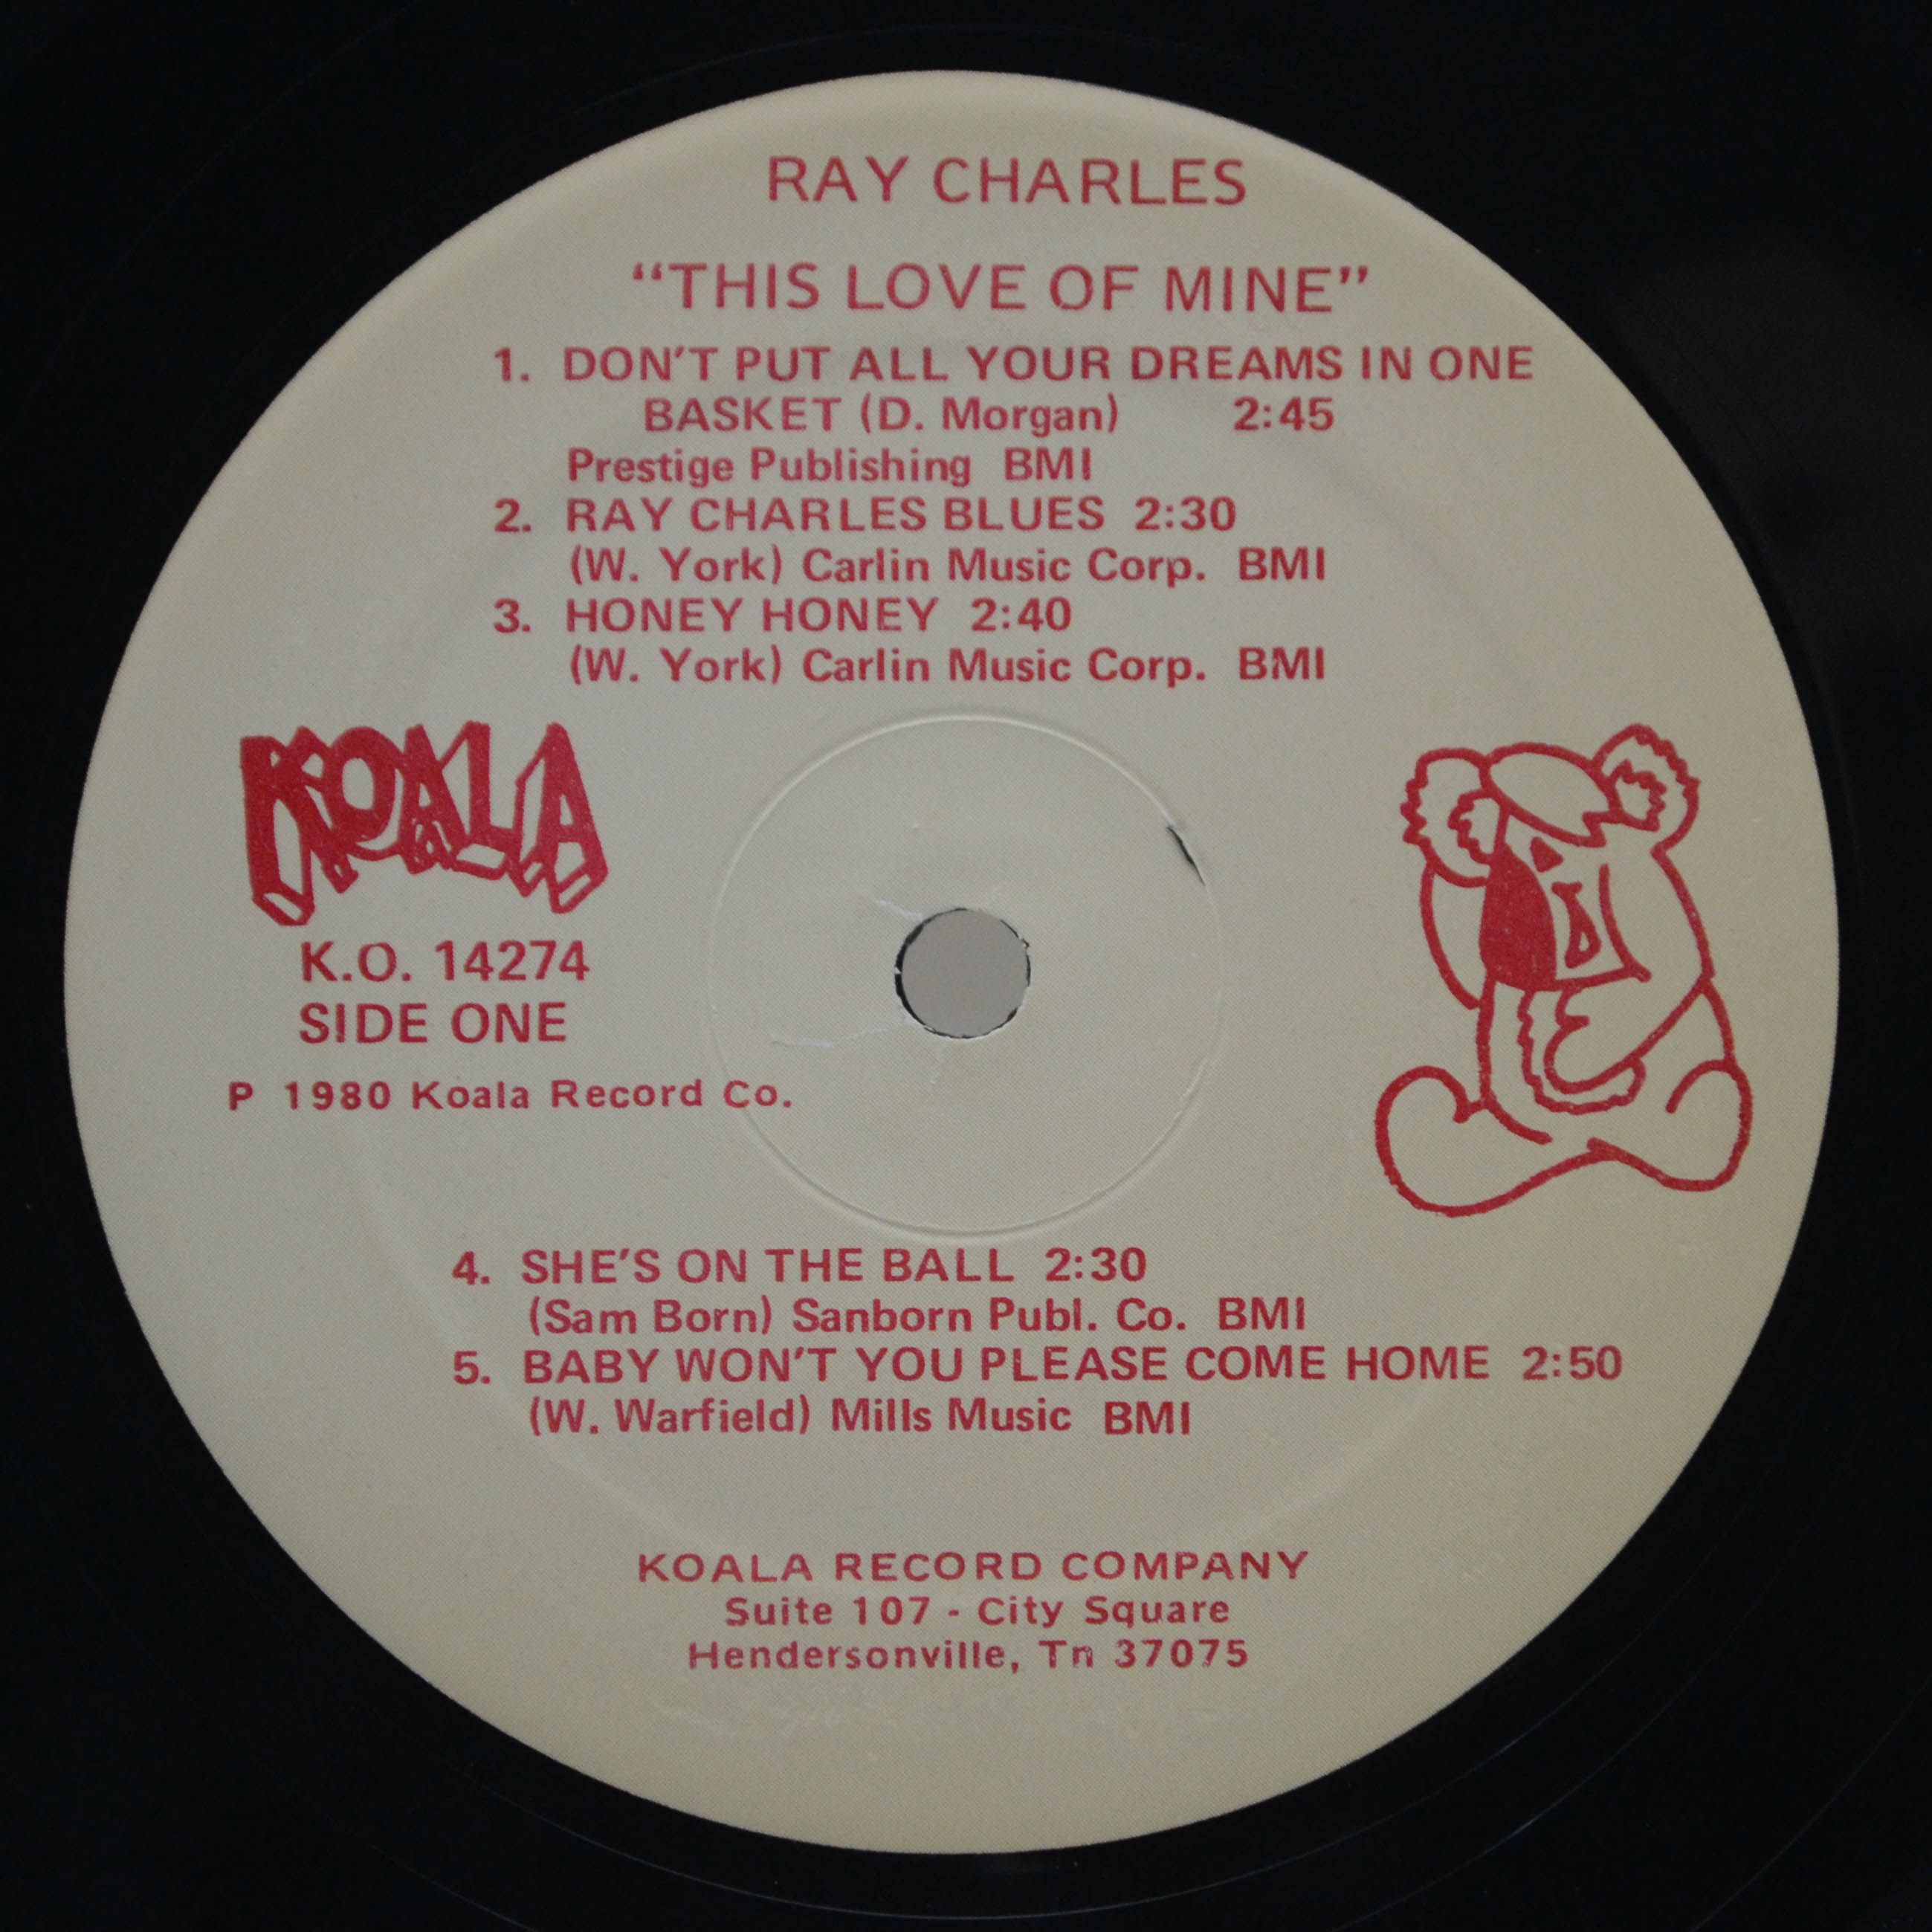 RAY CHARLES
“THIS LOVE OF MINE”
1. DON'T PUT ALL YOUR DREAMS IN ONE
BASKET (D. Morgan) 2:45
Prestige Publishing BMI
2. RAY CHARLES BLUES 2:30
(W. York) Carlin Music Corp. BMI
3. HONEY HONEY 2:40
(W. York) Carlin Music Corp. BMI
KOALA
K.O. 14274
SIDE ONE
P 1980 Koala Record Co.
4. SHE'S ON THE BALL 2:30
(Sam Born) Sanborn Publ. Co. BMI
5. BABY WON'T YOU PLEASE COME HOME 2:50
(W. Warfield) Mills Music BMI
KOALA RECORD COMPANY
Suite 107 - City Square
Hendersonville, Tn 37075